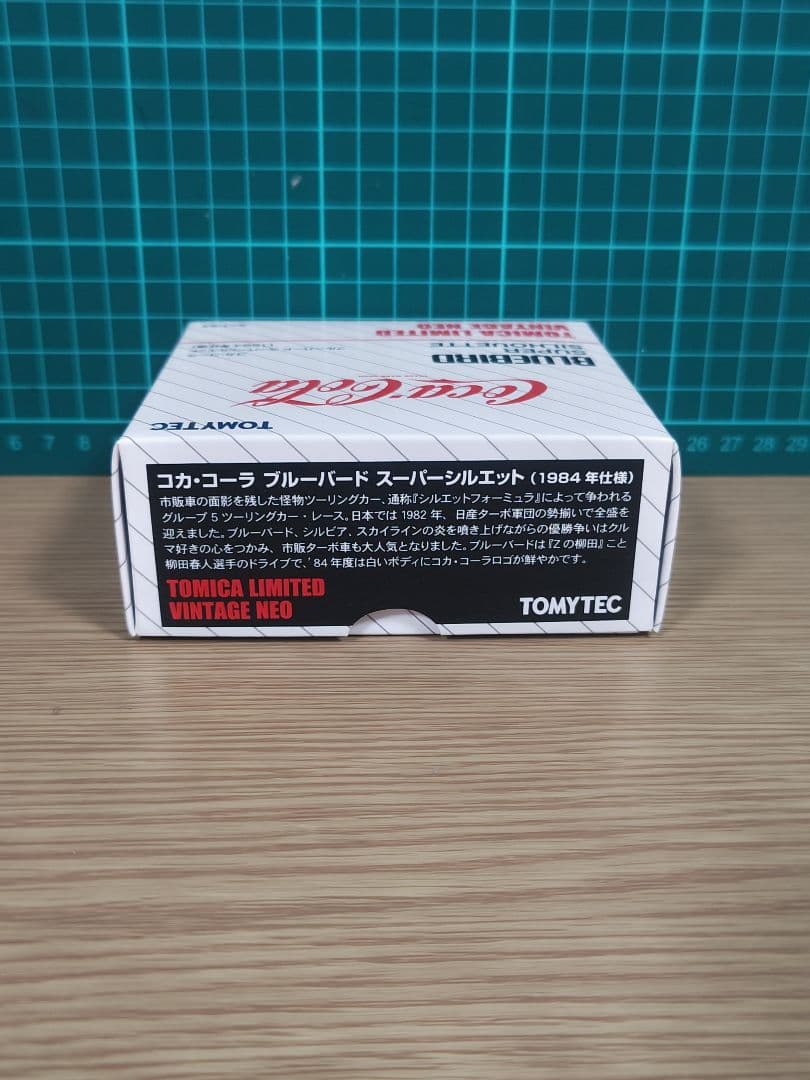 TOMICA LIMITED
VINTAGE NEO
BLUEBIRD
SUPER
SILHOUETTE
Coca-Cola
TOMYTEC
コカ・コーラ ブルーバード スーパーシルエット（1984 年仕様）
市販車の面影を残した怪物ツーリングカー、通称『シルエットフォーミュラ』によって争われる
グループ 5 ツーリングカー・レース。日本では 1982 年、日産ターボ軍団の勢揃いで全盛を
迎えました。ブルーバード、シルビア、スカイラインの炎を噴き上げながらの優勝争いはクル
マ好きの心をつかみ、市販ターボ車も大人気となりました。ブルーバードは『Zの柳田』こと
柳田春人選手のドライブで、'84 年度は白いボディにコカ・コーラロゴが鮮やかです。
TOMICA LIMITED
VINTAGE NEO
TOMYTEC
6 7 8
26 27 28 29